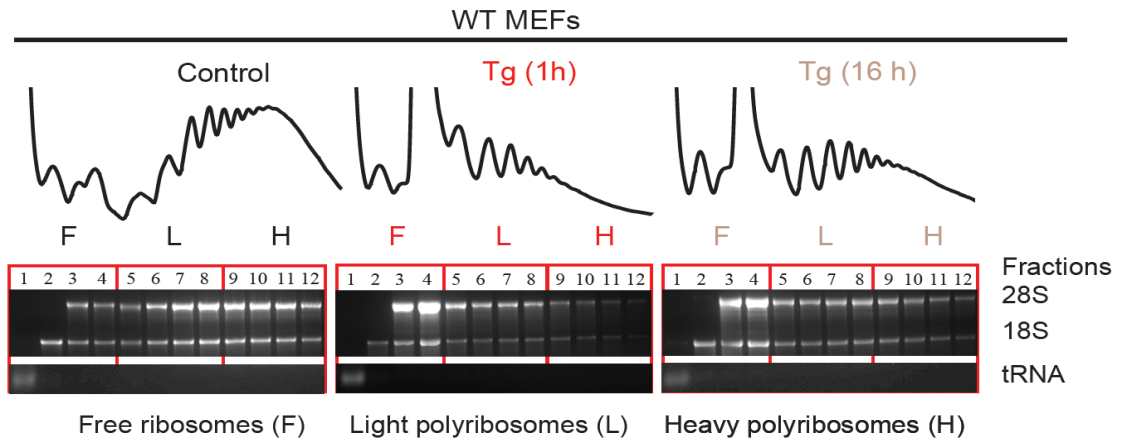 WT MEFs
Control Tg (1h) Tg (16 h)
F L H F L H F L H
1 2 3 4 5 6 7 8 9 10 11 12 1 2 3 4 5 6 7 8 9 10 11 12 1 2 3 4 5 6 7 8 9 10 11 12 Fractions
28S
18S
tRNA
Free ribosomes (F) Light polyribosomes (L) Heavy polyribosomes (H)